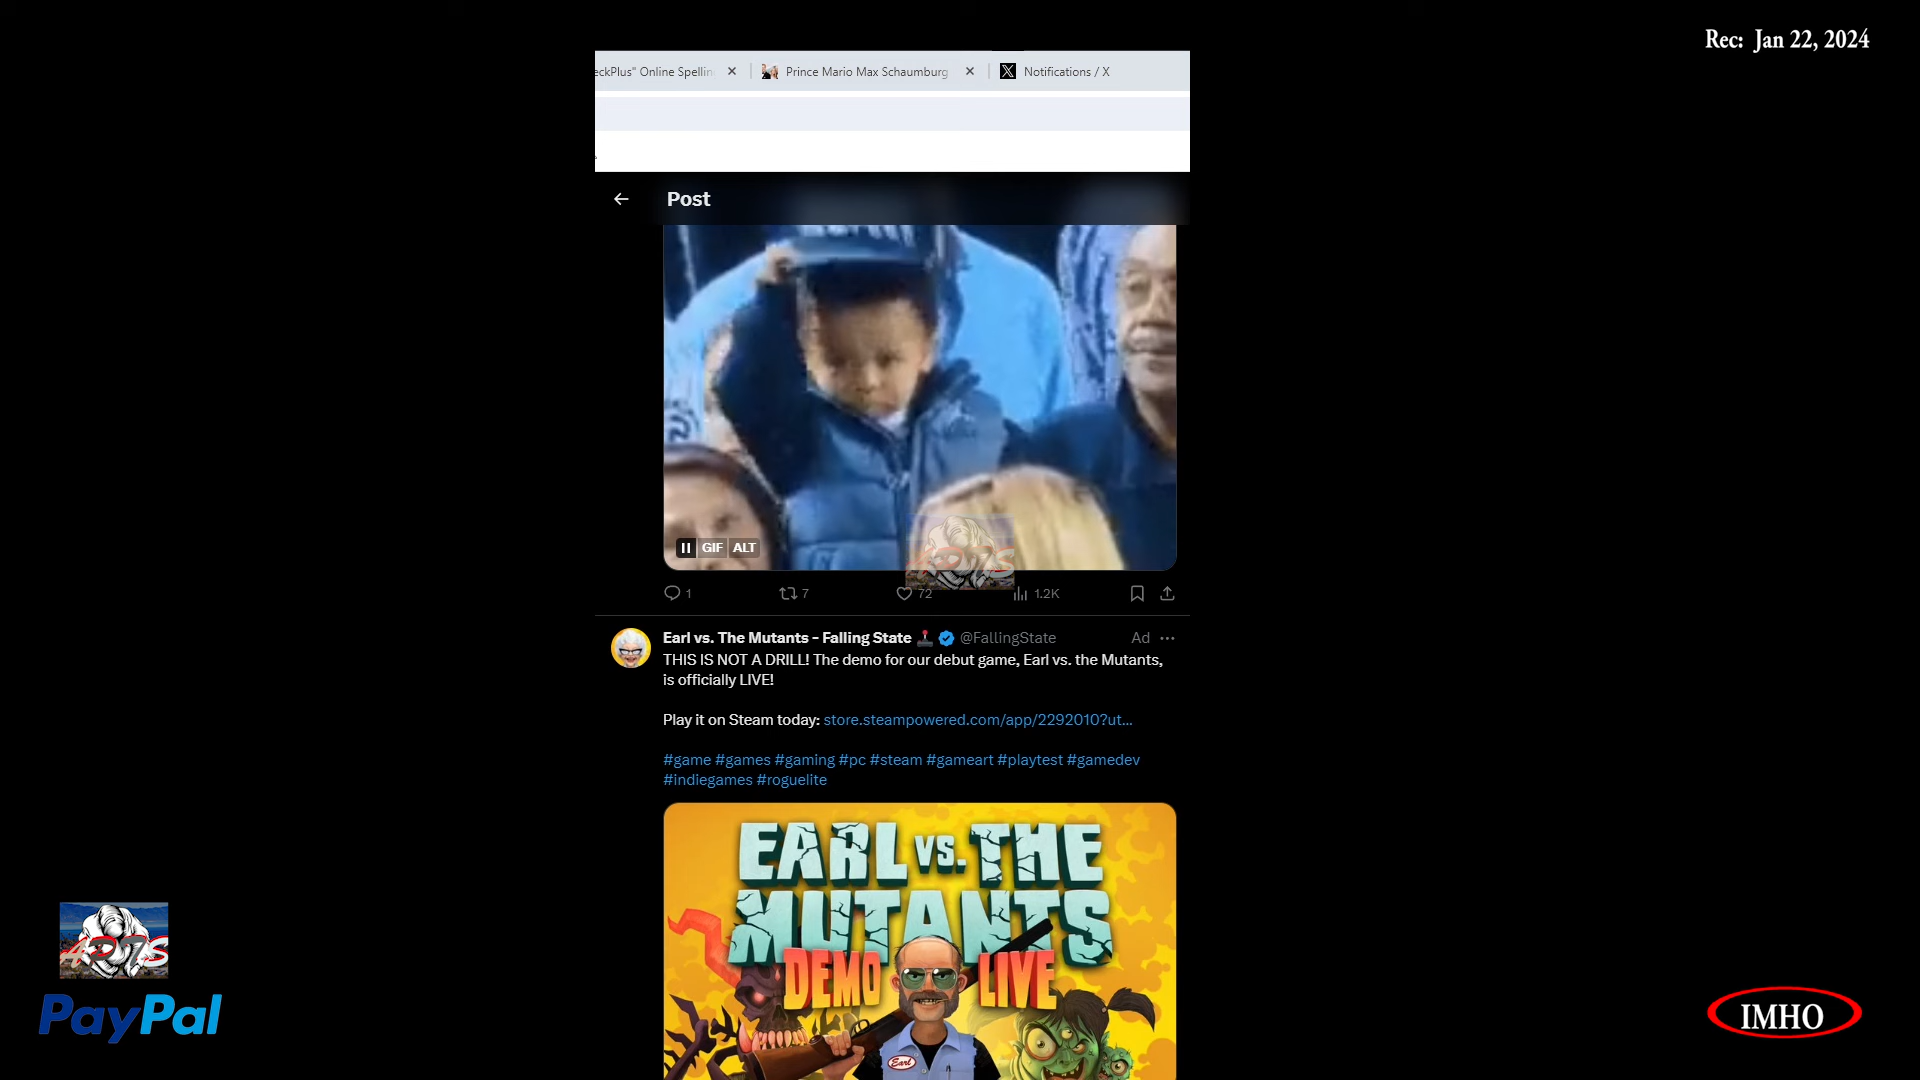 Rec: Jan 22, 2024
eckPlus" Online Spellin
Prince Mario Max Schaumburg
Notifications / X
Post
GIF
ALT
1
7
72
1.2K
Earl vs. The Mutants - Falling State 🕹️ @FallingState
Ad
THIS IS NOT A DRILL! The demo for our debut game, Earl vs. the Mutants,
is officially LIVE!
Play it on Steam today: store.steampowered.com/app/2292010?ut...
#game #games #gaming #pc #steam #gameart #playtest #gamedev
#indiegames #roguelite
EARL VS. THE
MUTANTS
DEMO LIVE
Earl
PayPal
IMHO